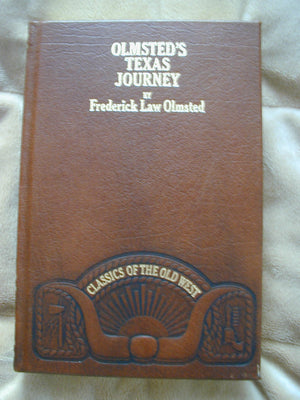 OLMSTED'S
TEXAS
JOURNEY
BY
Frederick Law Olmsted
CLASSICS OF THE OLD WEST